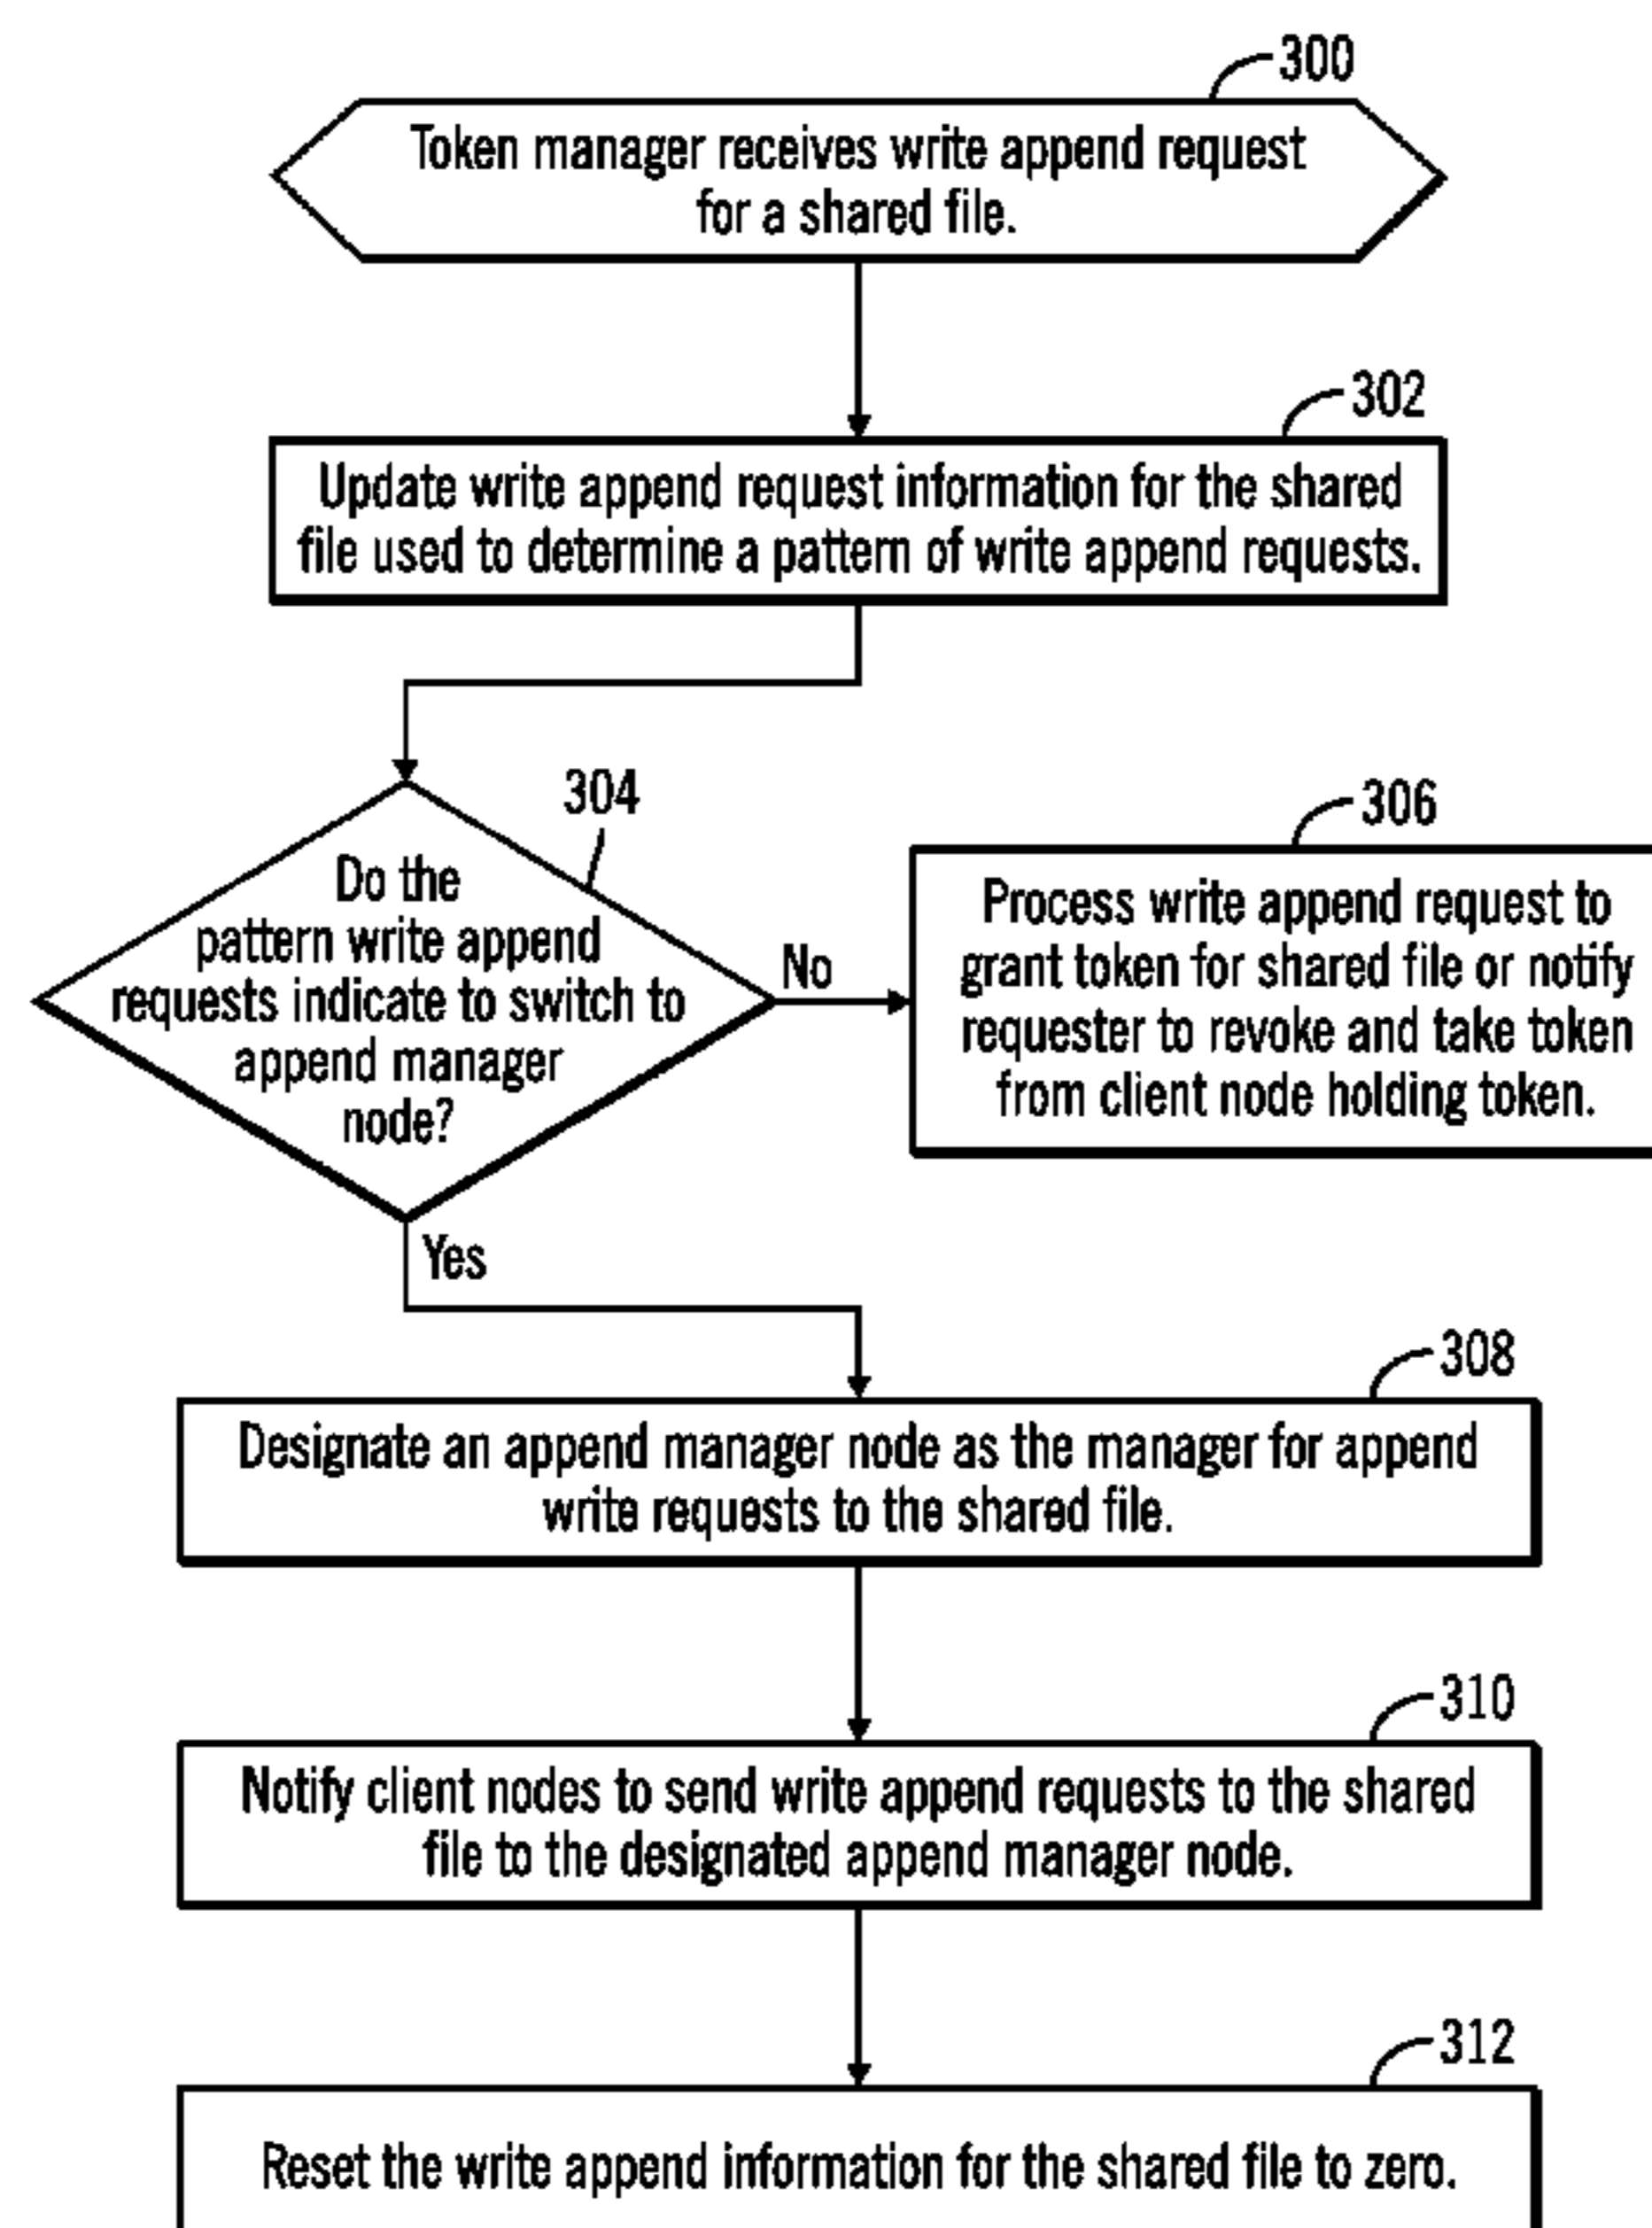 300
Token manager receives write append request
for a shared file.
302
Update write append request information for the shared
file used to determine a pattern of write append requests.
304
Do the
pattern write append
requests indicate to switch to
append manager
node?
No
306
Process write append request to
grant token for shared file or notify
requester to revoke and take token
from client node holding token.
Yes
308
Designate an append manager node as the manager for append
write requests to the shared file.
310
Notify client nodes to send write append requests to the shared
file to the designated append manager node.
312
Reset the write append information for the shared file to zero.